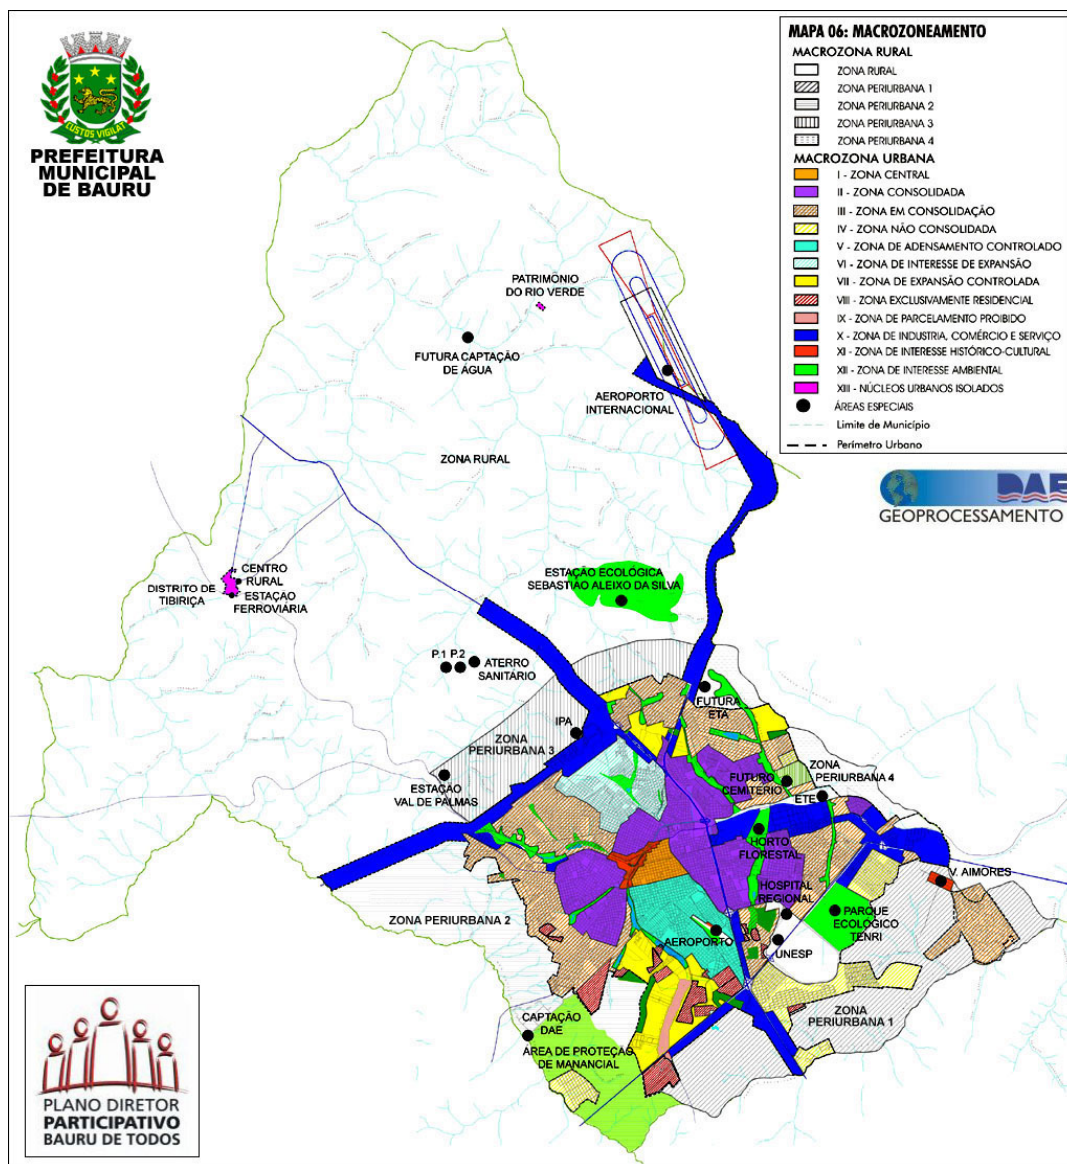 CUSTOS VIGILAT
PREFEITURA
MUNICIPAL
DE BAURU
MAPA 06: MACROZONEAMENTO
MACROZONA RURAL
ZONA RURAL
ZONA PERIURBANA 1
ZONA PERIURBANA 2
ZONA PERIURBANA 3
ZONA PERIURBANA 4
MACROZONA URBANA
I - ZONA CENTRAL
II - ZONA CONSOLIDADA
III - ZONA EM CONSOLIDAÇÃO
IV - ZONA NÃO CONSOLIDADA
V - ZONA DE ADENSAMENTO CONTROLADO
VI - ZONA DE INTERESSE DE EXPANSÃO
VII - ZONA DE EXPANSÃO CONTROLADA
VIII - ZONA EXCLUSIVAMENTE RESIDENCIAL
IX - ZONA DE PARCELAMENTO PROIBIDO
X - ZONA DE INDUSTRIA, COMÉRCIO E SERVIÇO
XI - ZONA DE INTERESSE HISTÓRICO-CULTURAL
XII - ZONA DE INTERESSE AMBIENTAL
XIII - NÚCLEOS URBANOS ISOLADOS
ÁREAS ESPECIAIS
Limite de Município
Perímetro Urbano
DAE
GEOPROCESSAMENTO
PATRIMÔNIO
DO RIO VERDE
FUTURA CAPTAÇÃO
DE ÁGUA
AEROPORTO
INTERNACIONAL
ZONA RURAL
CENTRO
RURAL
DISTRITO DE
TIBIRIÇA
ESTAÇÃO
FERROVIÁRIA
ESTAÇÃO ECOLÓGICA
SEBASTIÃO ALEIXO DA SILVA
P.1 P.2
ATERRO
SANITÁRIO
FUTURA
ETA
IPA
ZONA
PERIURBANA 3
ESTAÇÃO
VAL DE PALMAS
ZONA
PERIURBANA 4
FUTURO
CEMITÉRIO
ETE
HORTO
FLORESTAL
V. AIMORES
HOSPITAL
REGIONAL
PARQUE
ECOLÓGICO
TENRI
ZONA PERIURBANA 2
AEROPORTO
UNESP
ZONA
PERIURBANA 1
CAPTAÇÃO
DAE
ÁREA DE PROTEÇÃO
DE MANANCIAL
PLANO DIRETOR
PARTICIPATIVO
BAURU DE TODOS